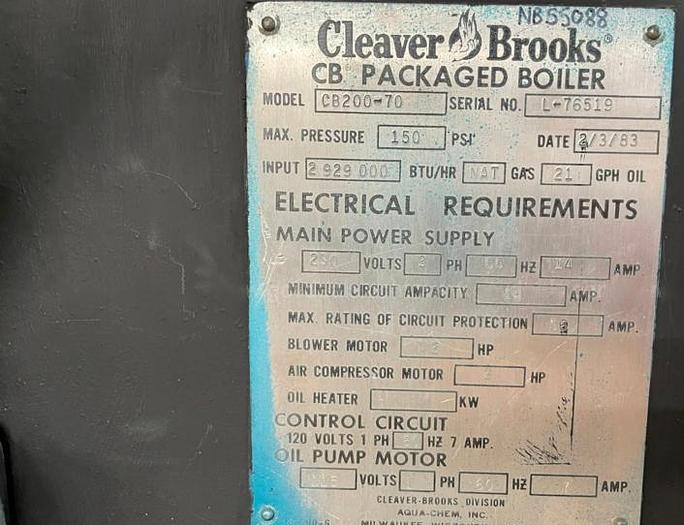 NB55088
Cleaver Brooks®
CB PACKAGED BOILER
MODEL CB200-70 SERIAL NO. L-76519
MAX. PRESSURE 150 PSI DATE 2/3/83
INPUT 2 929 000 BTU/HR NAT GAS 21 GPH OIL
ELECTRICAL REQUIREMENTS
MAIN POWER SUPPLY
VOLTS PH HZ 14 AMP
MINIMUM CIRCUIT AMPACITY AMP.
MAX. RATING OF CIRCUIT PROTECTION AMP.
BLOWER MOTOR HP
AIR COMPRESSOR MOTOR HP
OIL HEATER KW
CONTROL CIRCUIT
120 VOLTS 1 PH HZ 7 AMP.
OIL PUMP MOTOR
VOLTS PH 60 HZ AMP.
CLEAVER-BROOKS DIVISION
AQUA-CHEM, INC.